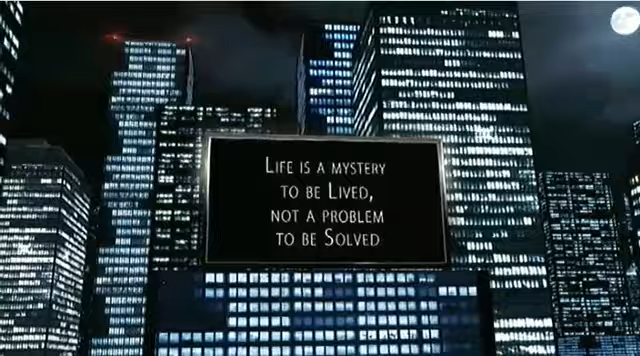 Life is a mystery
to be Lived,
not a problem
to be Solved